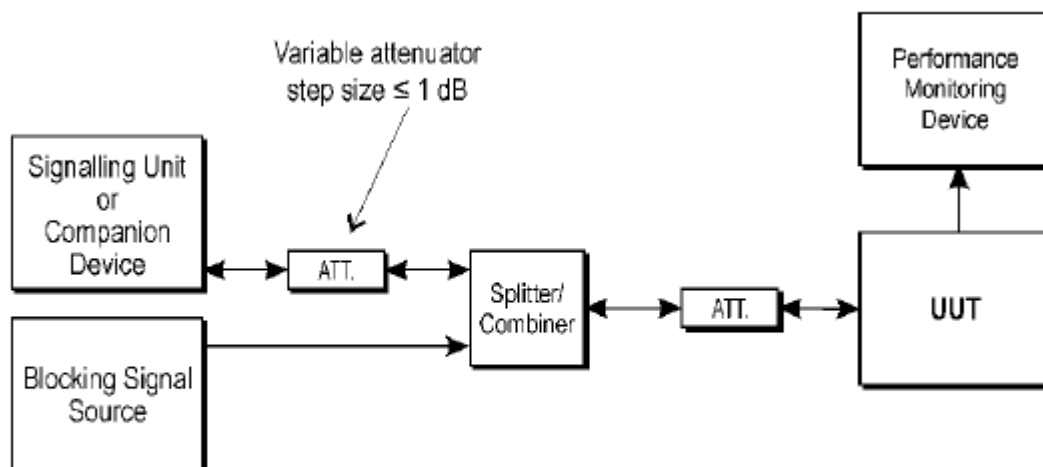 Variable attenuator
step size ≤ 1 dB
Performance
Monitoring
Device
Signalling Unit
or
Companion
Device
ATT.
Splitter/
Combiner
ATT.
UUT
Blocking Signal
Source